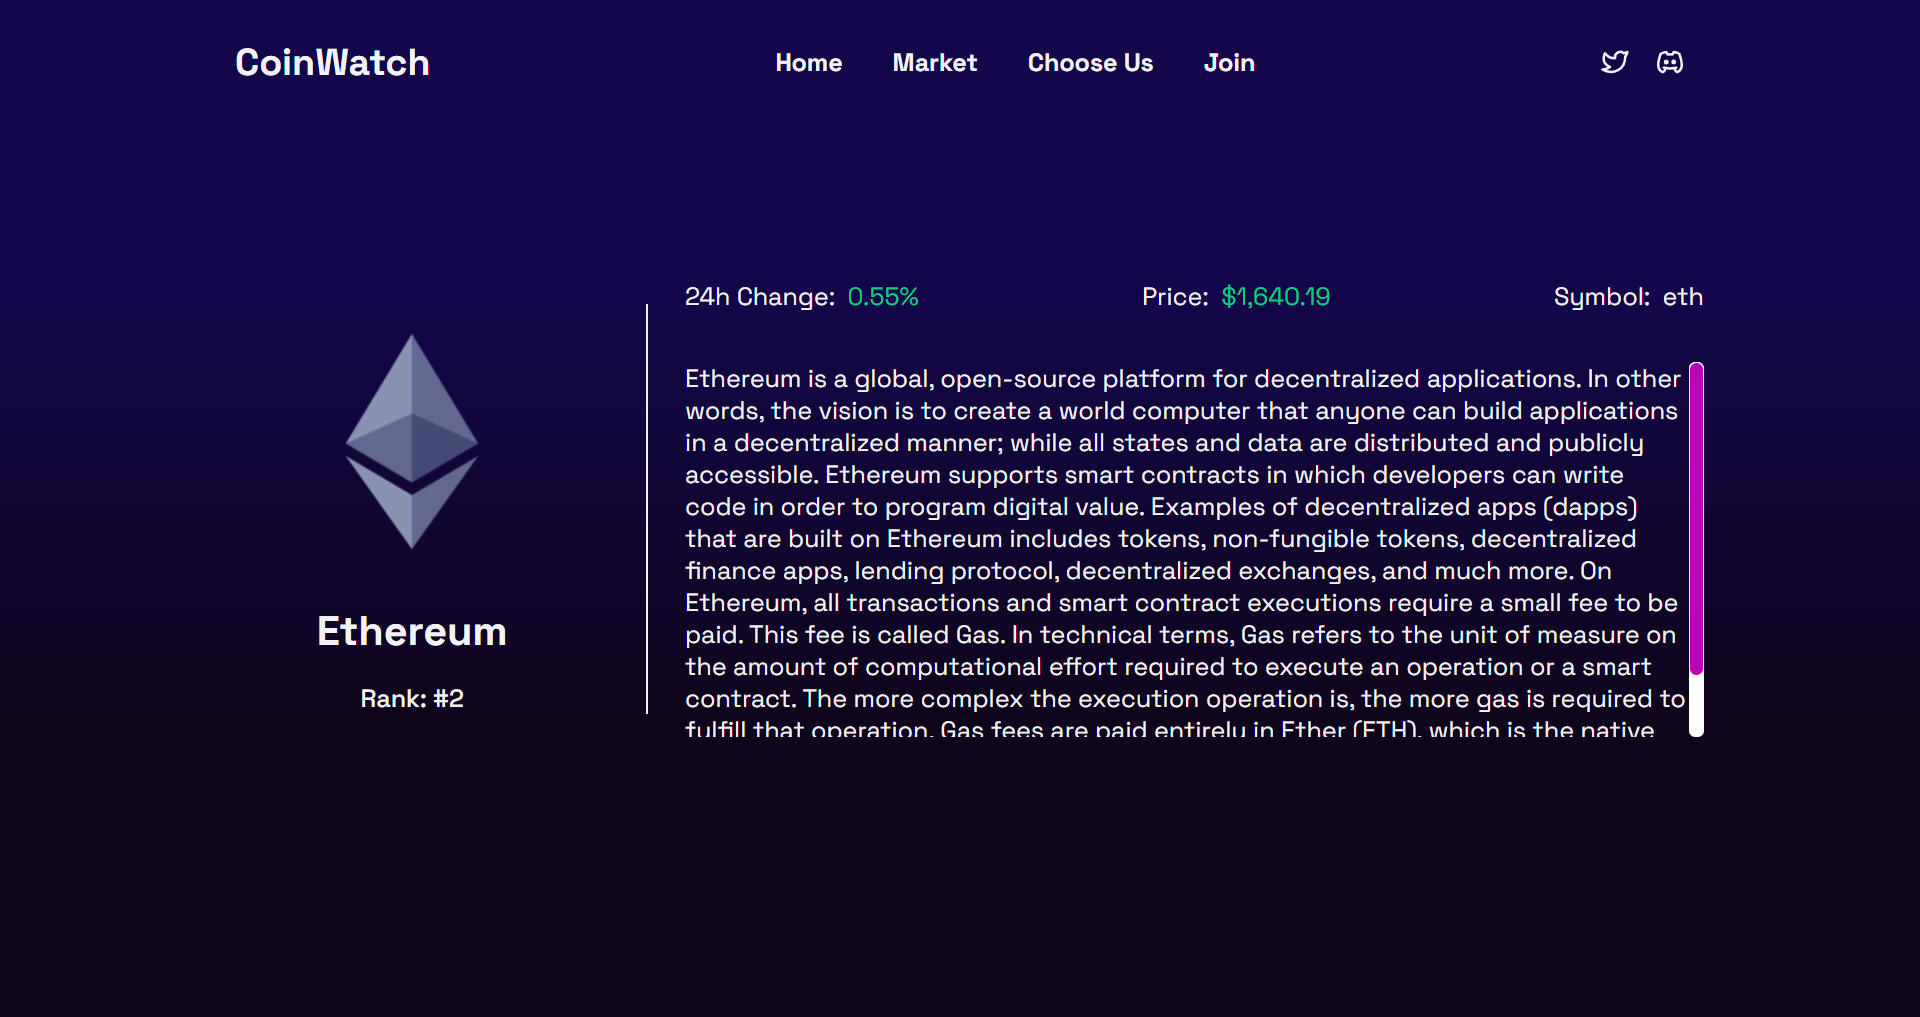 CoinWatch
Home Market Choose Us Join
24h Change: 0.55% Price: $1,640.19 Symbol: eth
Ethereum is a global, open-source platform for decentralized applications. In other
words, the vision is to create a world computer that anyone can build applications
in a decentralized manner; while all states and data are distributed and publicly
accessible. Ethereum supports smart contracts in which developers can write
code in order to program digital value. Examples of decentralized apps (dapps)
that are built on Ethereum includes tokens, non-fungible tokens, decentralized
finance apps, lending protocol, decentralized exchanges, and much more. On
Ethereum, all transactions and smart contract executions require a small fee to be
paid. This fee is called Gas. In technical terms, Gas refers to the unit of measure on
the amount of computational effort required to execute an operation or a smart
contract. The more complex the execution operation is, the more gas is required to
fulfill that operation. Gas fees are paid entirely in Ether (ETH), which is the native
Ethereum
Rank: #2